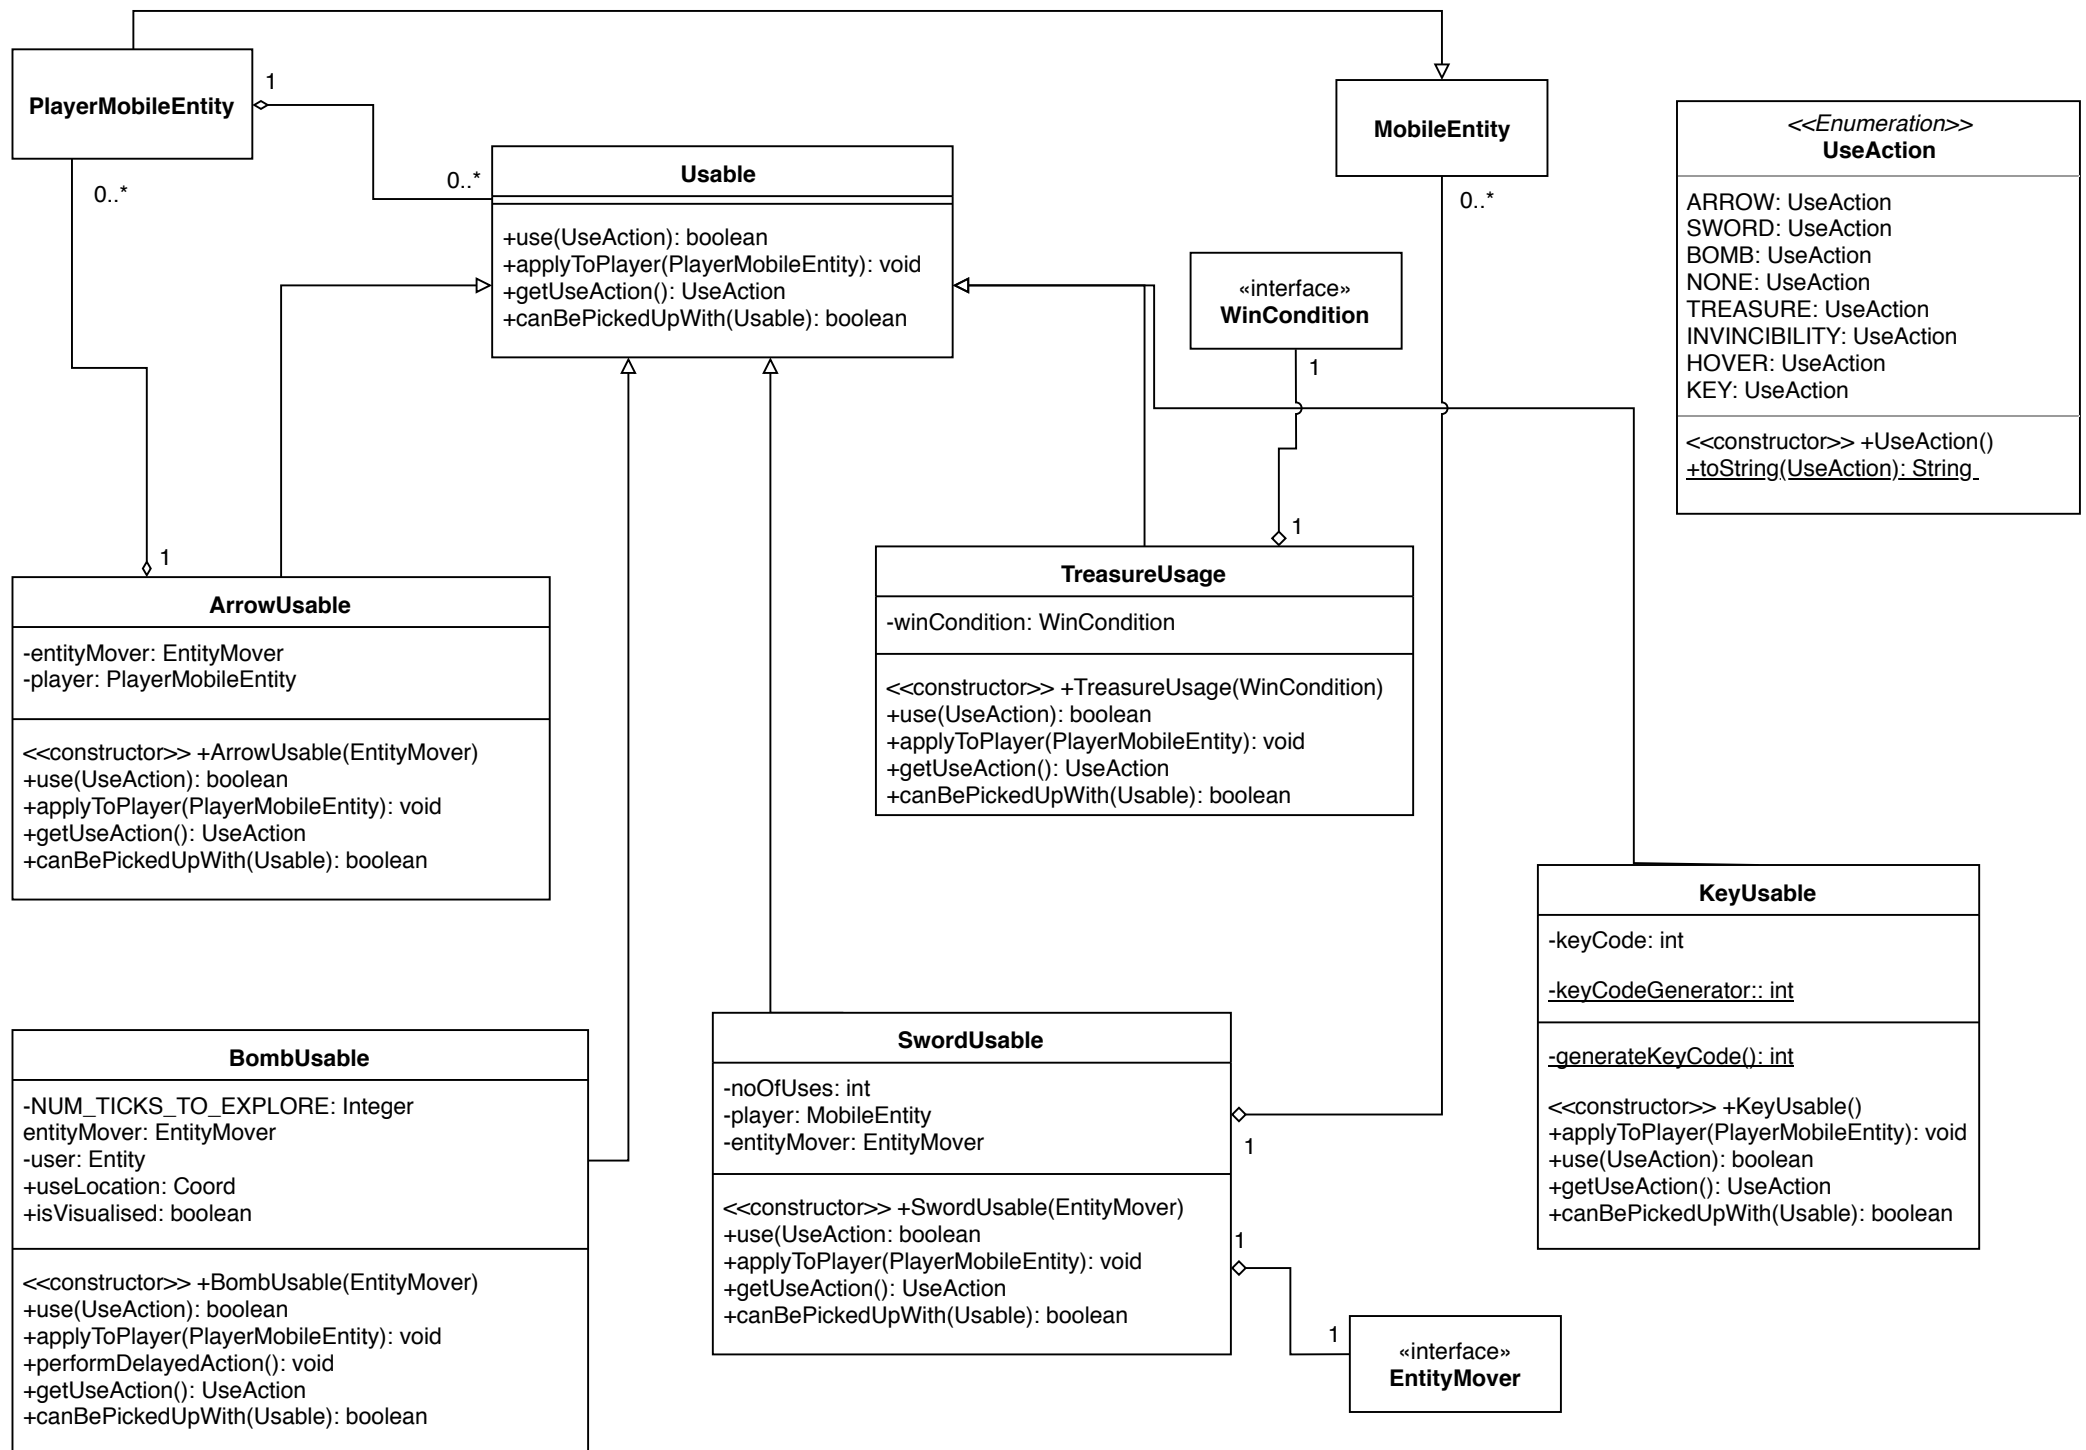 PlayerMobileEntity
1
0..*
0..*
Usable
+use(UseAction): boolean
+applyToPlayer(PlayerMobileEntity): void
+getUseAction(): UseAction
+canBePickedUpWith(Usable): boolean
MobileEntity
0..*
«interface»
WinCondition
1
<<Enumeration>>
UseAction
ARROW: UseAction
SWORD: UseAction
BOMB: UseAction
NONE: UseAction
TREASURE: UseAction
INVINCIBILITY: UseAction
HOVER: UseAction
KEY: UseAction
<<constructor>> +UseAction()
+toString(UseAction): String
1
ArrowUsable
-entityMover: EntityMover
-player: PlayerMobileEntity
<<constructor>> +ArrowUsable(EntityMover)
+use(UseAction): boolean
+applyToPlayer(PlayerMobileEntity): void
+getUseAction(): UseAction
+canBePickedUpWith(Usable): boolean
1
TreasureUsage
-winCondition: WinCondition
<<constructor>> +TreasureUsage(WinCondition)
+use(UseAction): boolean
+applyToPlayer(PlayerMobileEntity): void
+getUseAction(): UseAction
+canBePickedUpWith(Usable): boolean
KeyUsable
-keyCode: int
-keyCodeGenerator:: int
-generateKeyCode(): int
<<constructor>> +KeyUsable()
+applyToPlayer(PlayerMobileEntity): void
+use(UseAction): boolean
+getUseAction(): UseAction
+canBePickedUpWith(Usable): boolean
BombUsable
-NUM_TICKS_TO_EXPLORE: Integer
entityMover: EntityMover
-user: Entity
+useLocation: Coord
+isVisualised: boolean
<<constructor>> +BombUsable(EntityMover)
+use(UseAction): boolean
+applyToPlayer(PlayerMobileEntity): void
+performDelayedAction(): void
+getUseAction(): UseAction
+canBePickedUpWith(Usable): boolean
SwordUsable
-noOfUses: int
-player: MobileEntity
-entityMover: EntityMover
<<constructor>> +SwordUsable(EntityMover)
+use(UseAction: boolean
+applyToPlayer(PlayerMobileEntity): void
+getUseAction(): UseAction
+canBePickedUpWith(Usable): boolean
1
1
1
«interface»
EntityMover